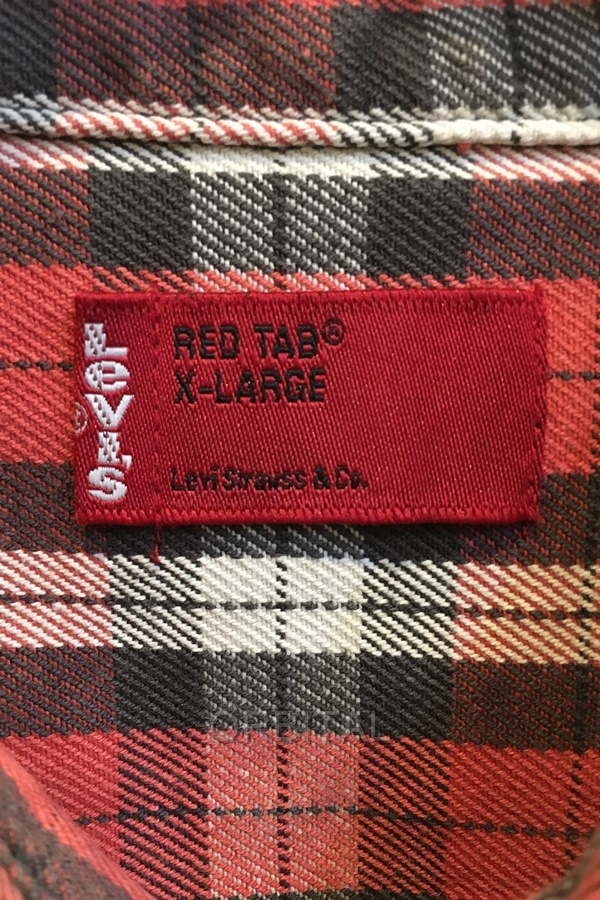 LEVI'S
®
RED TAB®
X-LARGE
Levi Strauss & Co.